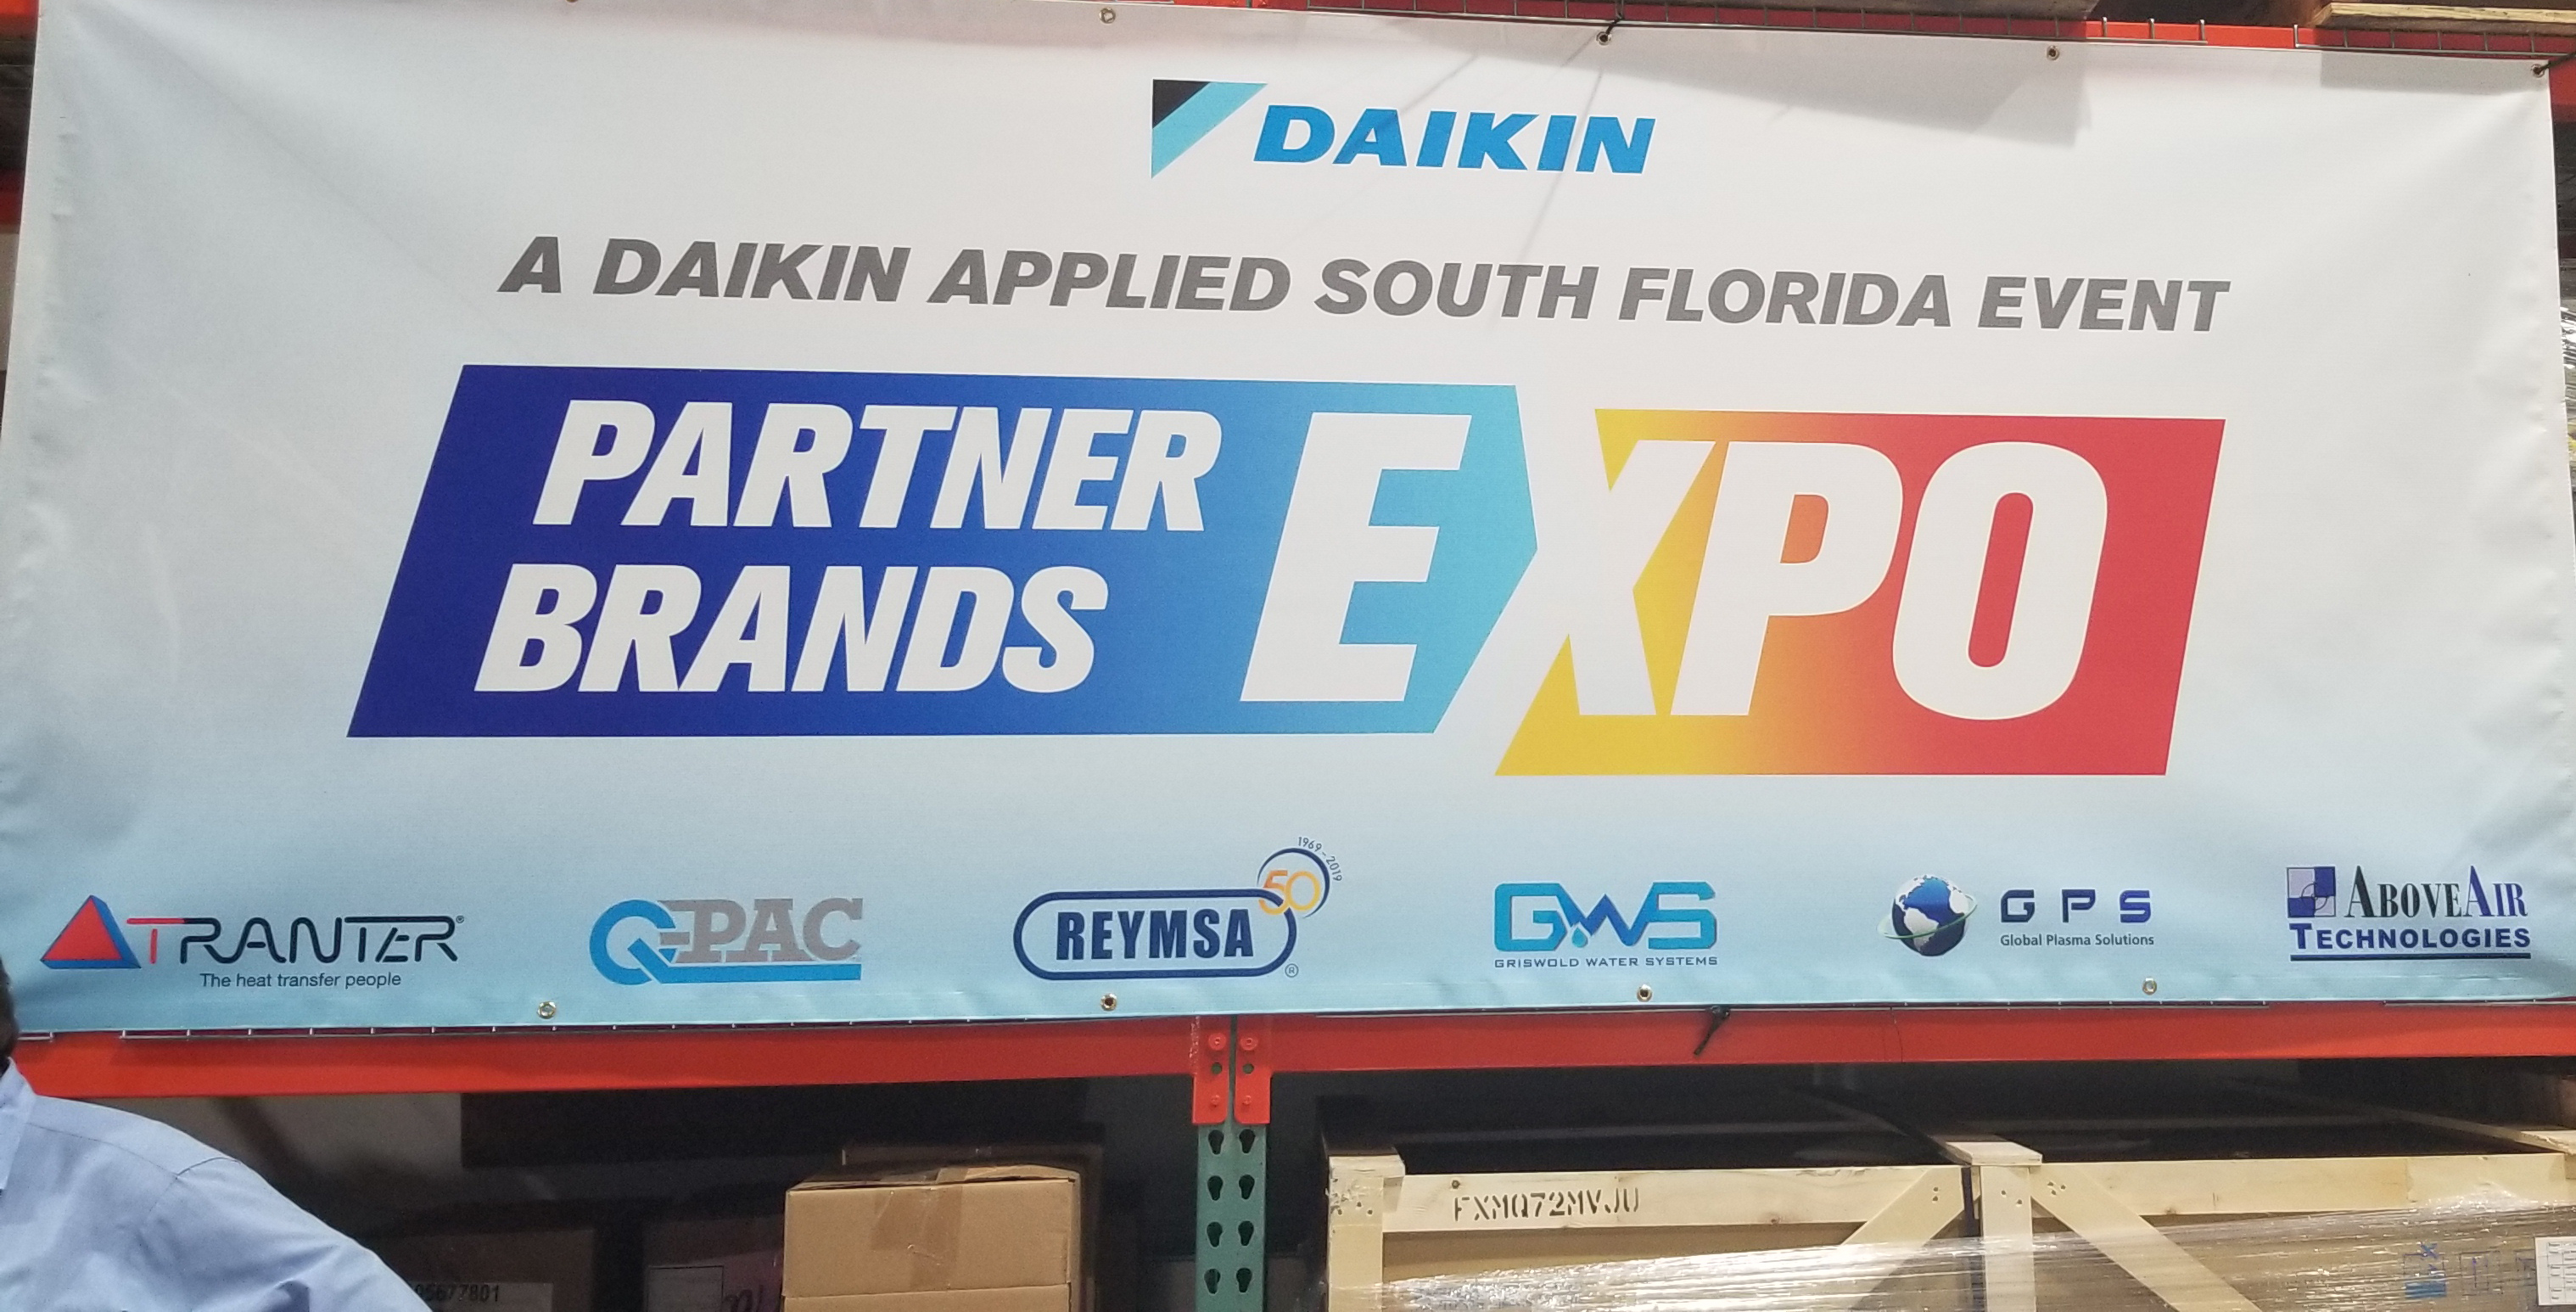 DAIKIN
A DAIKIN APPLIED SOUTH FLORIDA EVENT
PARTNER
BRANDS
EXPO
TRANTER®
The heat transfer people
Q-PAC
REYMSA®
50
1969-2019
GWS
GRISWOLD WATER SYSTEMS
GPS
Global Plasma Solutions
ABOVEAIR
TECHNOLOGIES
FXMQ72MVJU